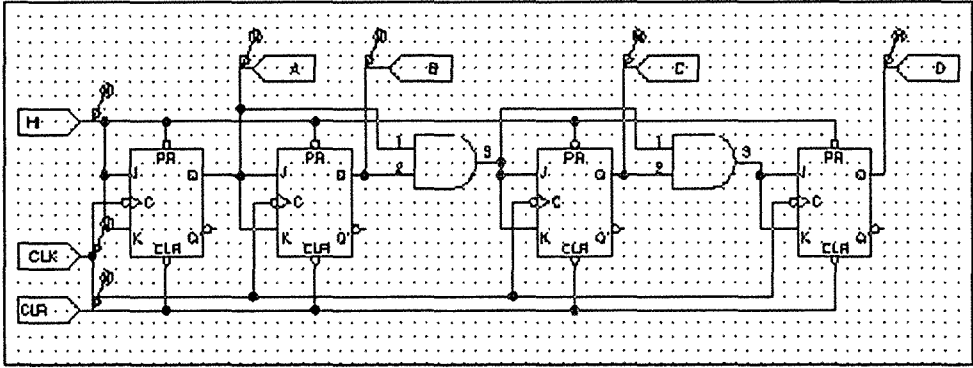 A B C D
HI
1 1
2 3 2 3
PR PR PR PR
J Q J Q J Q J Q
C C C C
K Q' K Q' K Q' K Q'
CLR CLR CLR CLR
CLK
CLR